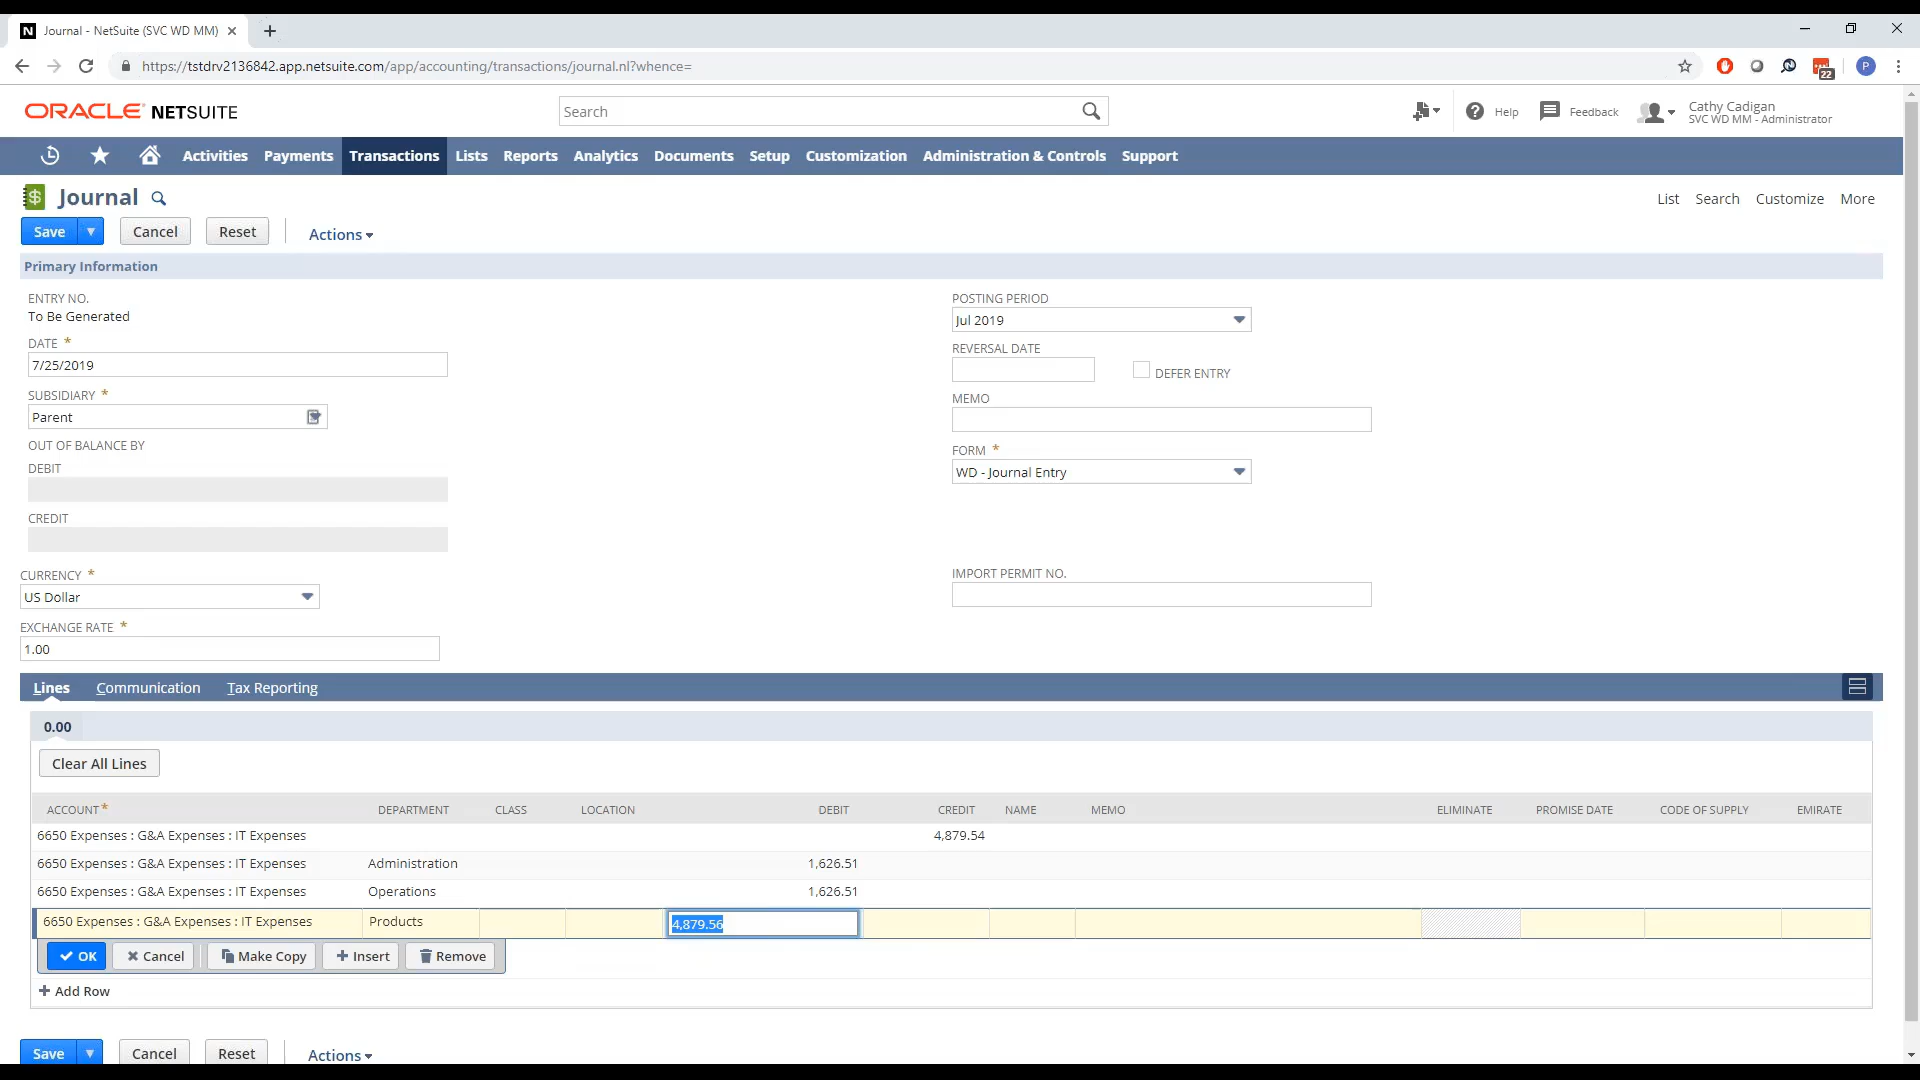 Journal - NetSuite (SVC WD MM)
https://tstdrv2136842.app.netsuite.com/app/accounting/transactions/journal.nl?whence=
22
P
ORACLE NETSUITE
Search
Help
Feedback
Cathy Cadigan
SVC WD MM - Administrator
Activities Payments Transactions Lists Reports Analytics Documents Setup Customization Administration & Controls Support
Journal
List Search Customize More
Save Cancel Reset Actions
Primary Information
ENTRY NO.
To Be Generated
DATE *
7/25/2019
SUBSIDIARY *
Parent
OUT OF BALANCE BY
DEBIT
CREDIT
CURRENCY *
US Dollar
EXCHANGE RATE *
1.00
POSTING PERIOD
Jul 2019
REVERSAL DATE
DEFER ENTRY
MEMO
FORM *
WD - Journal Entry
IMPORT PERMIT NO.
Lines Communication Tax Reporting
0.00
Clear All Lines
ACCOUNT* DEPARTMENT CLASS LOCATION DEBIT CREDIT NAME MEMO ELIMINATE PROMISE DATE CODE OF SUPPLY EMIRATE
6650 Expenses : G&A Expenses : IT Expenses 4,879.54
6650 Expenses : G&A Expenses : IT Expenses Administration 1,626.51
6650 Expenses : G&A Expenses : IT Expenses Operations 1,626.51
6650 Expenses : G&A Expenses : IT Expenses Products 4,879.56
OK Cancel Make Copy Insert Remove
Add Row
Save Cancel Reset Actions